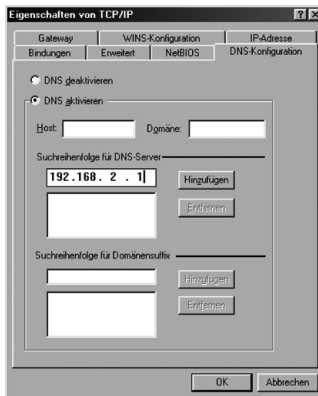 Eigenschaften von TCP/IP
Gateway WINS-Konfiguration IP-Adresse
Bindungen Erweitert NetBIOS DNS-Konfiguration
DNS deaktivieren
DNS aktivieren
Host: Domäne:
Suchreihenfolge für DNS-Server
192.168. 2 . 1
Hinzufügen
Entfernen
Suchreihenfolge für Domänensuffix
Hinzufügen
Entfernen
OK Abbrechen